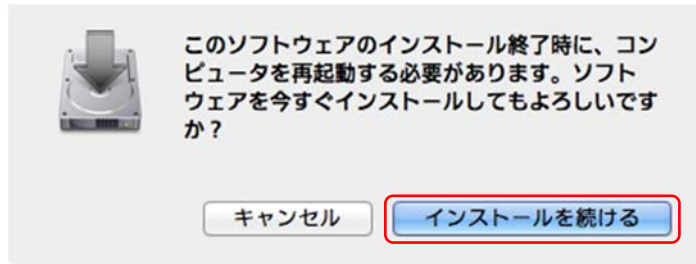 このソフトウェアのインストール終了時に、コン
ピュータを再起動する必要があります。ソフト
ウェアを今すぐインストールしてもよろしいです
か？
キャンセル
インストールを続ける